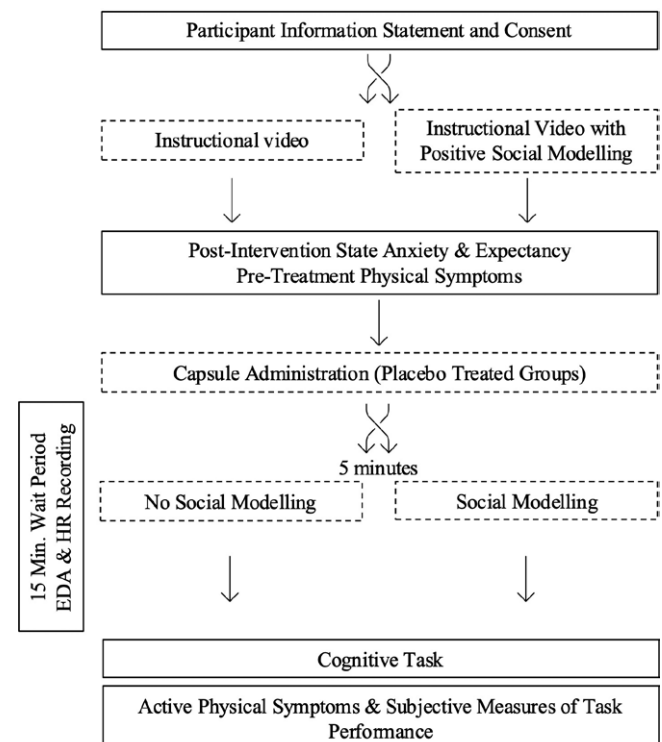 Participant Information Statement and Consent
Instructional video
Instructional Video with
Positive Social Modelling
Post-Intervention State Anxiety & Expectancy
Pre-Treatment Physical Symptoms
Capsule Administration (Placebo Treated Groups)
15 Min. Wait Period
EDA & HR Recording
5 minutes
No Social Modelling
Social Modelling
Cognitive Task
Active Physical Symptoms & Subjective Measures of Task
Performance